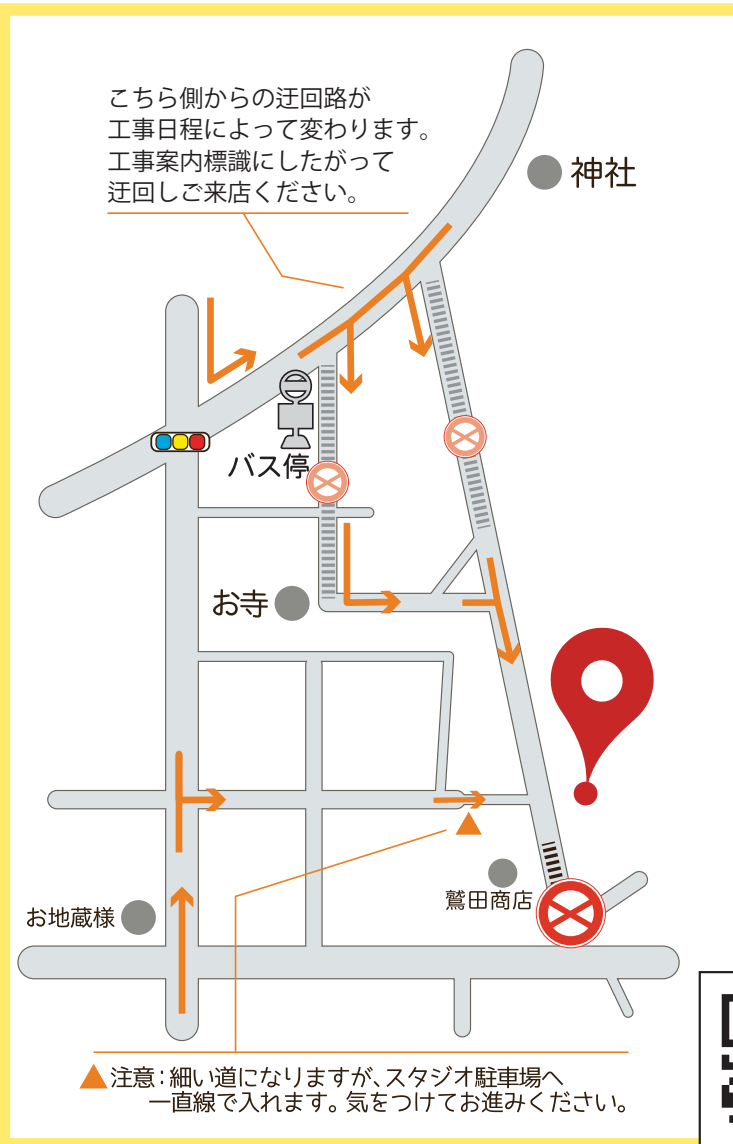 こちら側からの迂回路が
工事日程によって変わります。
工事案内標識にしたがって
迂回しご来店ください。
神社
バス停
お寺
鷲田商店
お地蔵様
▲注意：細い道になりますが、スタジオ駐車場へ
一直線で入れます。気をつけてお進みください。